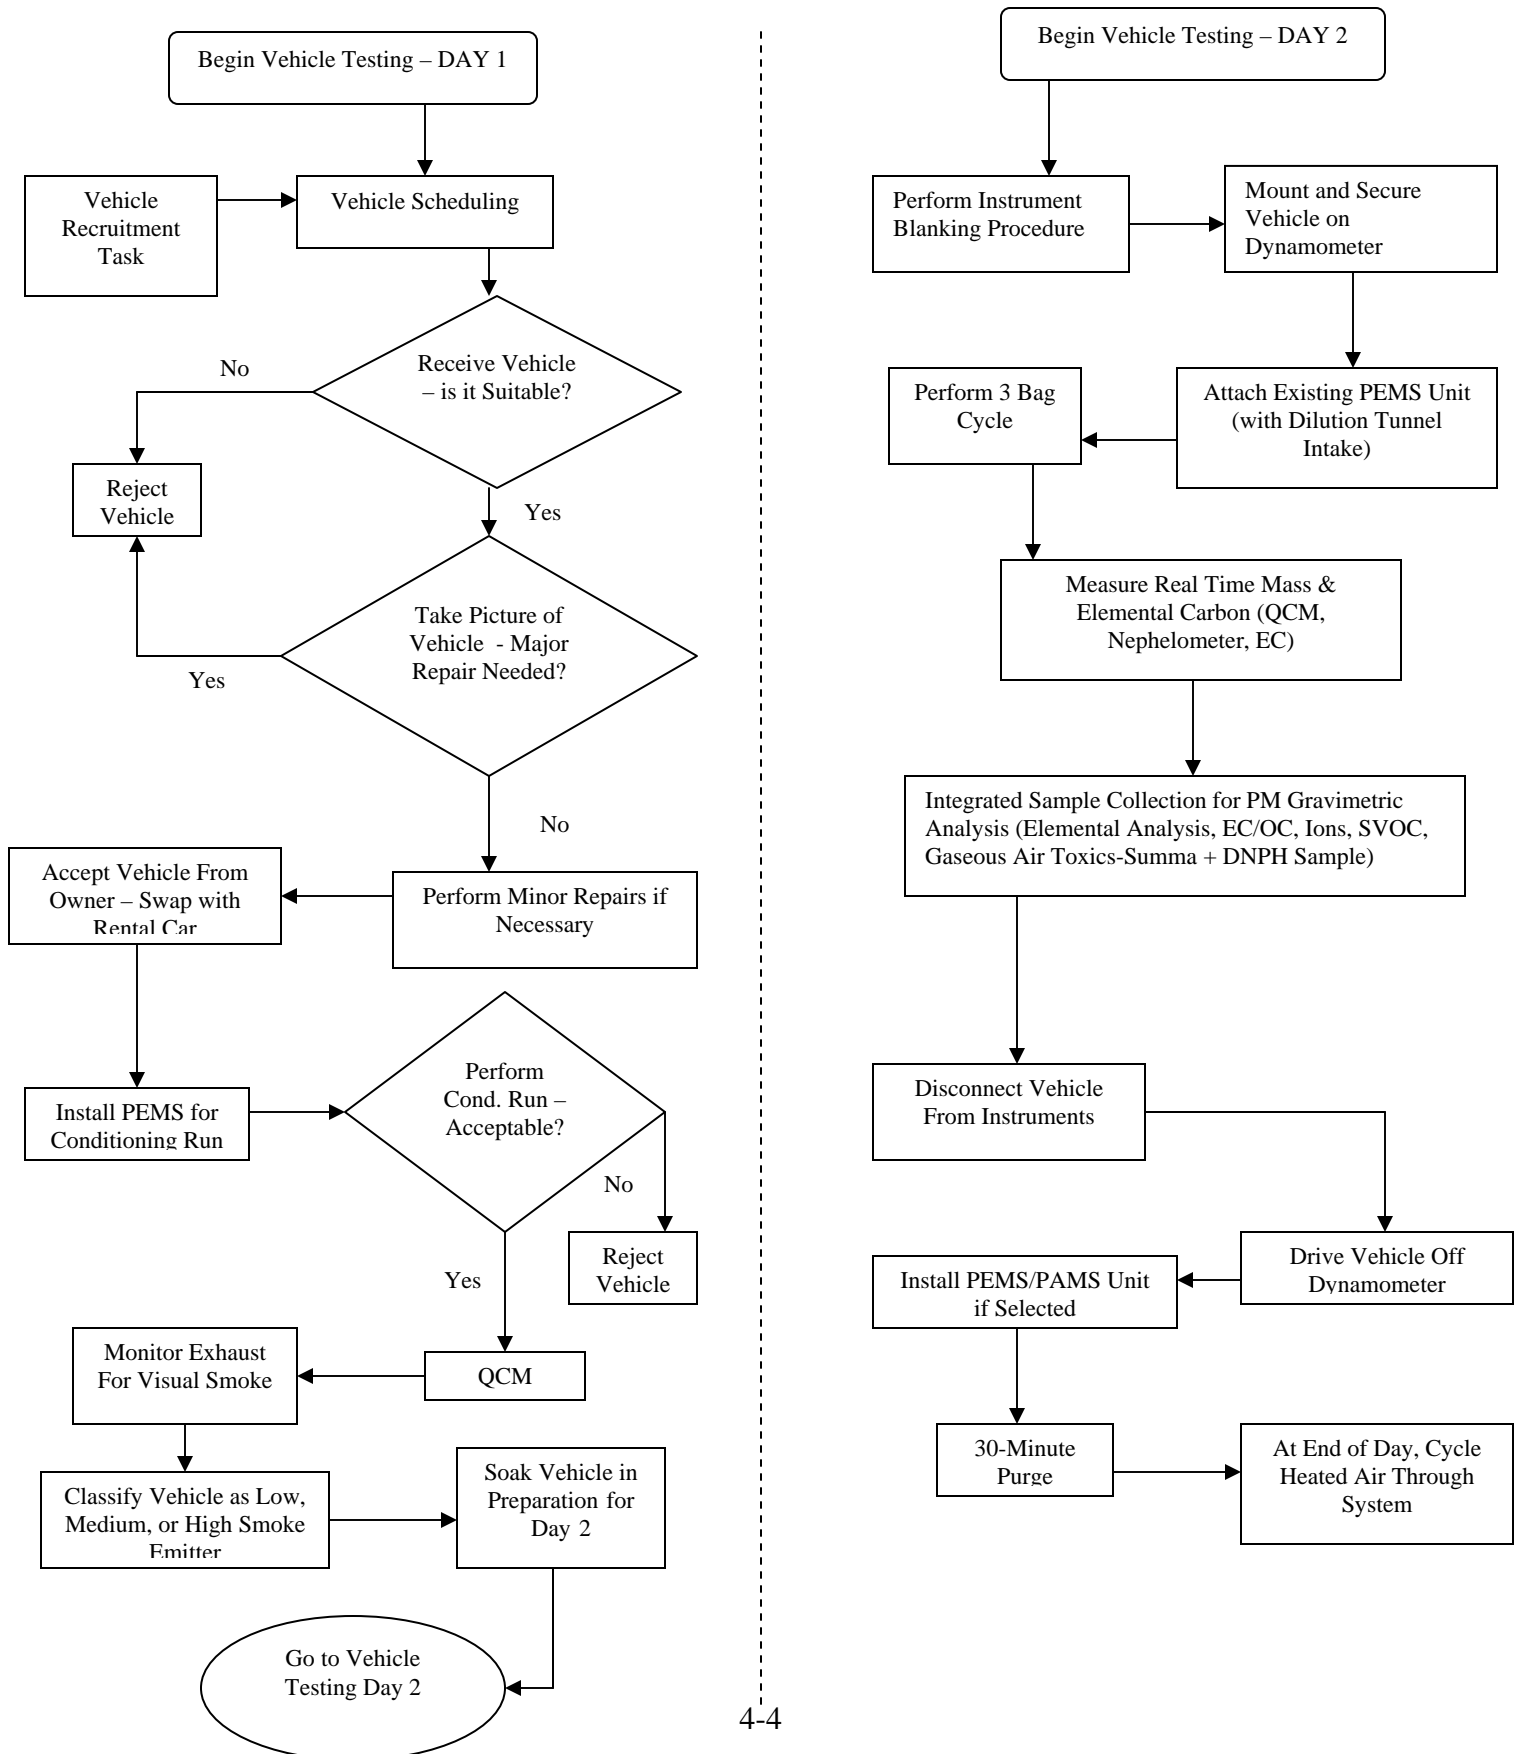 Begin Vehicle Testing – DAY 1
Vehicle
Recruitment
Task
Vehicle Scheduling
Receive Vehicle
– is it Suitable?
No
Reject
Vehicle
Yes
Take Picture of
Vehicle - Major
Repair Needed?
Yes
No
Accept Vehicle From
Owner – Swap with
Rental Car
Perform Minor Repairs if
Necessary
Install PEMS for
Conditioning Run
Perform
Cond. Run –
Acceptable?
No
Reject
Vehicle
Yes
Monitor Exhaust
For Visual Smoke
QCM
Classify Vehicle as Low,
Medium, or High Smoke
Emitter
Soak Vehicle in
Preparation for
Day 2
Go to Vehicle
Testing Day 2
Begin Vehicle Testing – DAY 2
Perform Instrument
Blanking Procedure
Mount and Secure
Vehicle on
Dynamometer
Perform 3 Bag
Cycle
Attach Existing PEMS Unit
(with Dilution Tunnel
Intake)
Measure Real Time Mass &
Elemental Carbon (QCM,
Nephelometer, EC)
Integrated Sample Collection for PM Gravimetric
Analysis (Elemental Analysis, EC/OC, Ions, SVOC,
Gaseous Air Toxics-Summa + DNPH Sample)
Disconnect Vehicle
From Instruments
Drive Vehicle Off
Dynamometer
Install PEMS/PAMS Unit
if Selected
30-Minute
Purge
At End of Day, Cycle
Heated Air Through
System
4-4